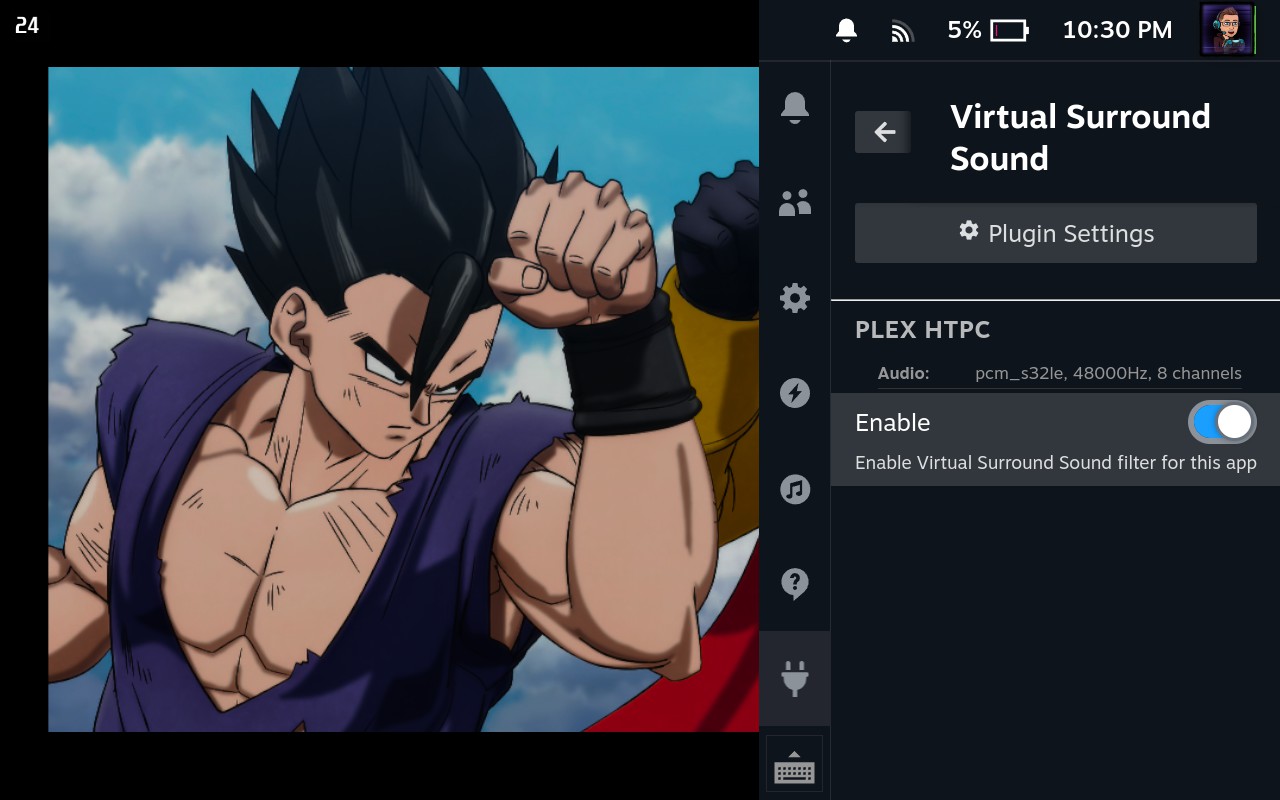 24
5%
10:30 PM
Virtual Surround
Sound
Plugin Settings
PLEX HTPC
Audio: pcm_s32le, 48000Hz, 8 channels
Enable
Enable Virtual Surround Sound filter for this app